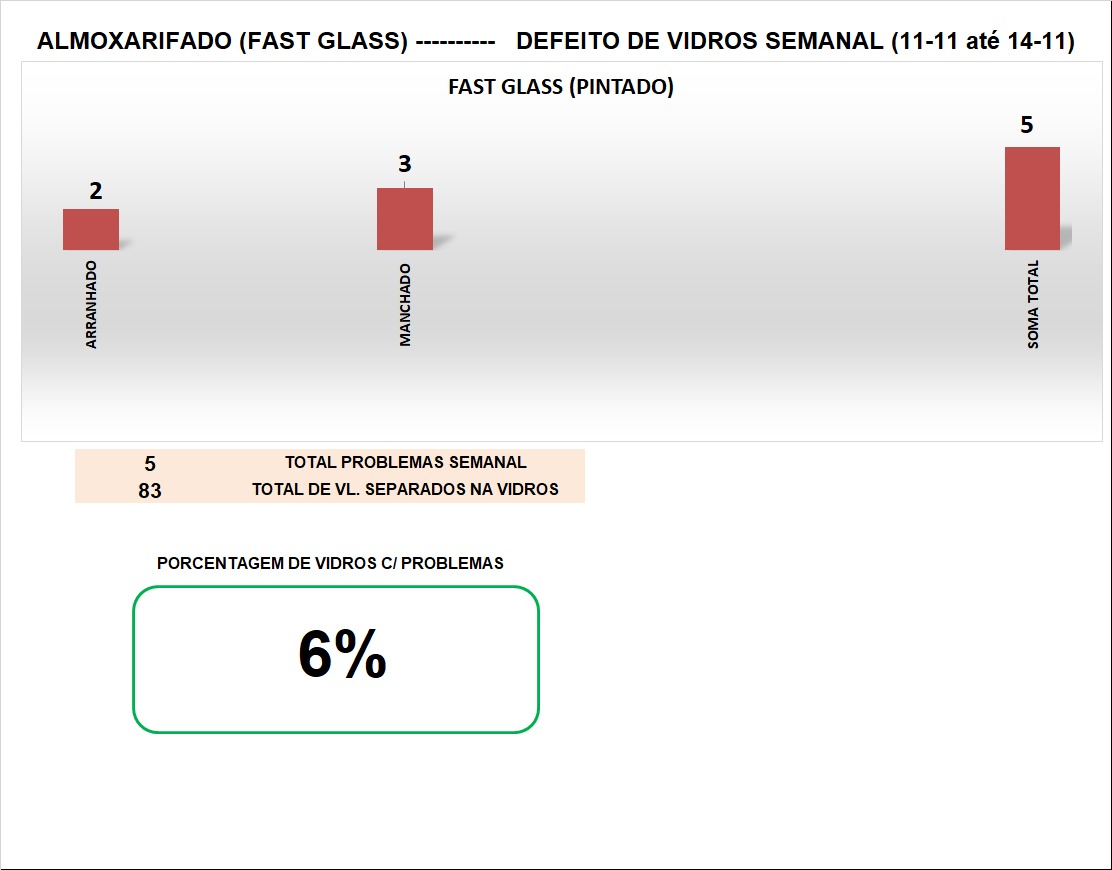 ALMOXARIFADO (FAST GLASS) ---------- DEFEITO DE VIDROS SEMANAL (11-11 até 14-11)
FAST GLASS (PINTADO)
2
3
5
ARRANHADO
MANCHADO
SOMA TOTAL
5 TOTAL PROBLEMAS SEMANAL
83 TOTAL DE VL. SEPARADOS NA VIDROS
PORCENTAGEM DE VIDROS C/ PROBLEMAS
6%